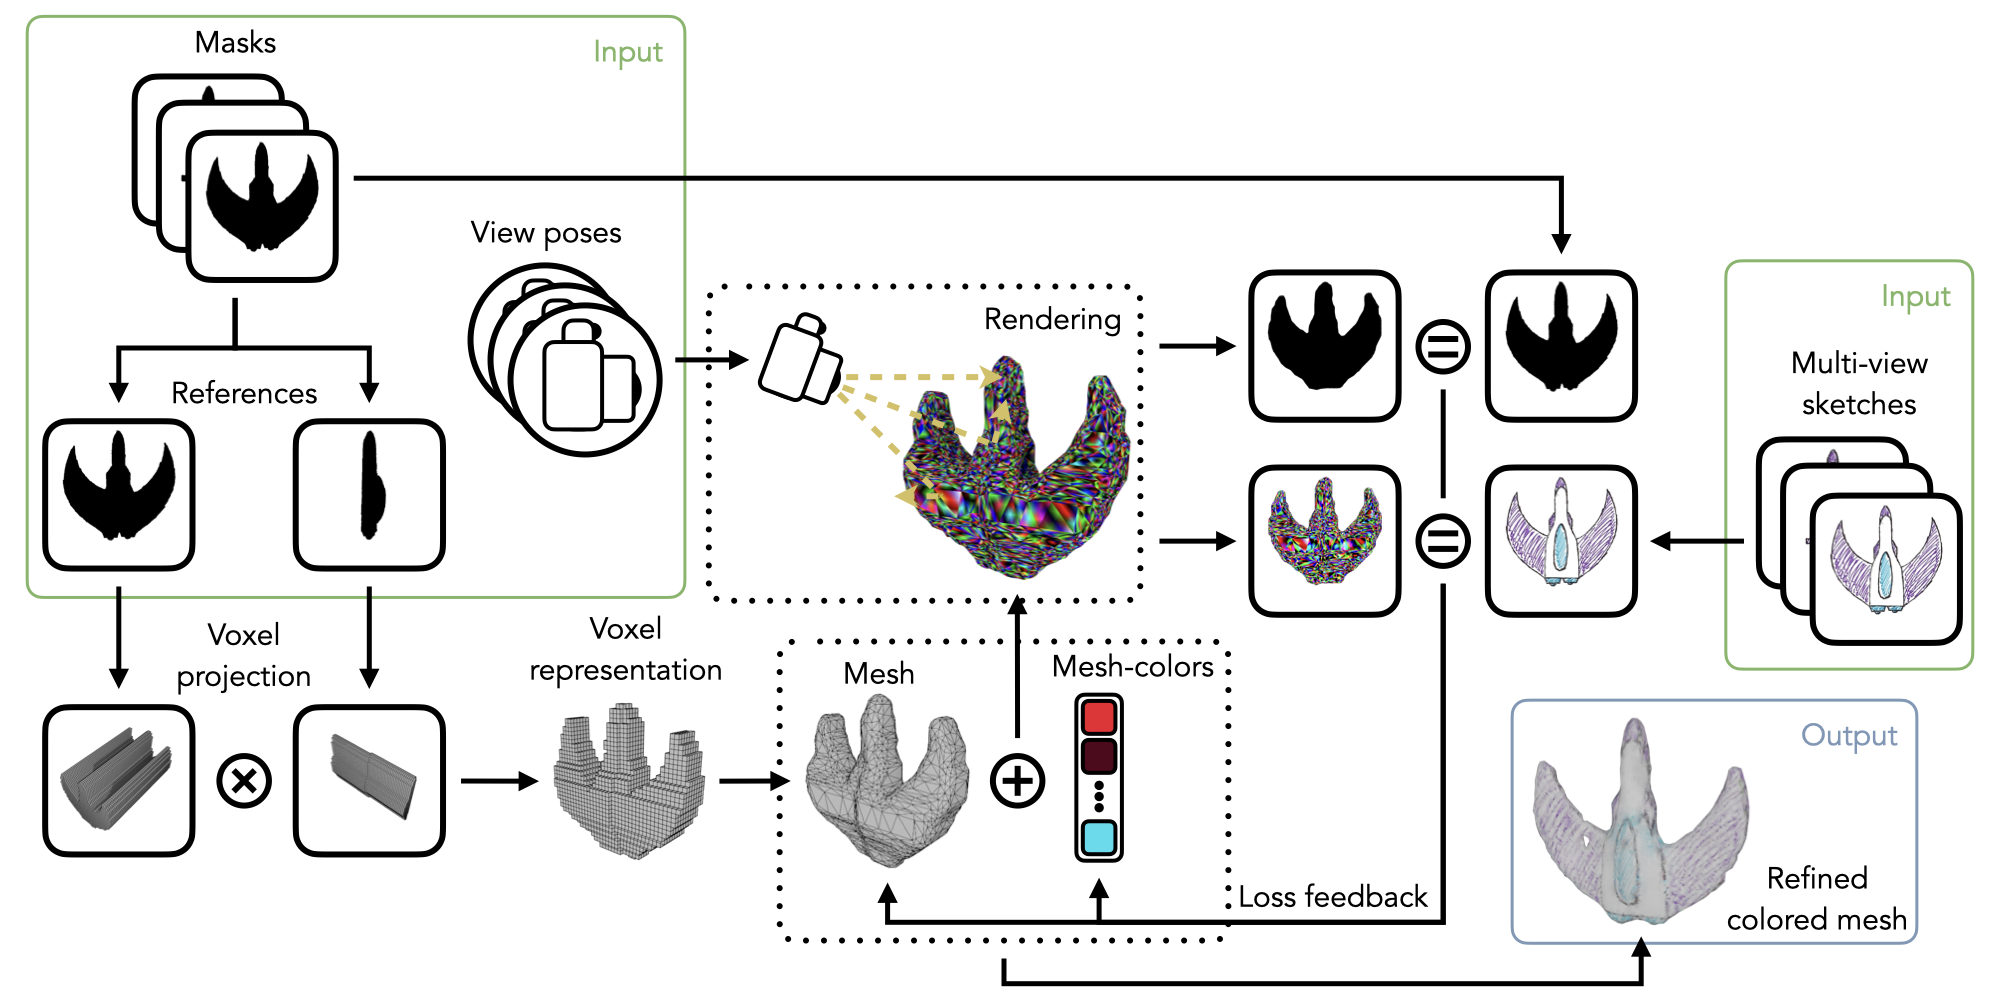 Masks
Input
View poses
References
Rendering
Input
Multi-view
sketches
Voxel
projection
Voxel
representation
Mesh
Mesh-colors
Loss feedback
Output
Refined
colored mesh